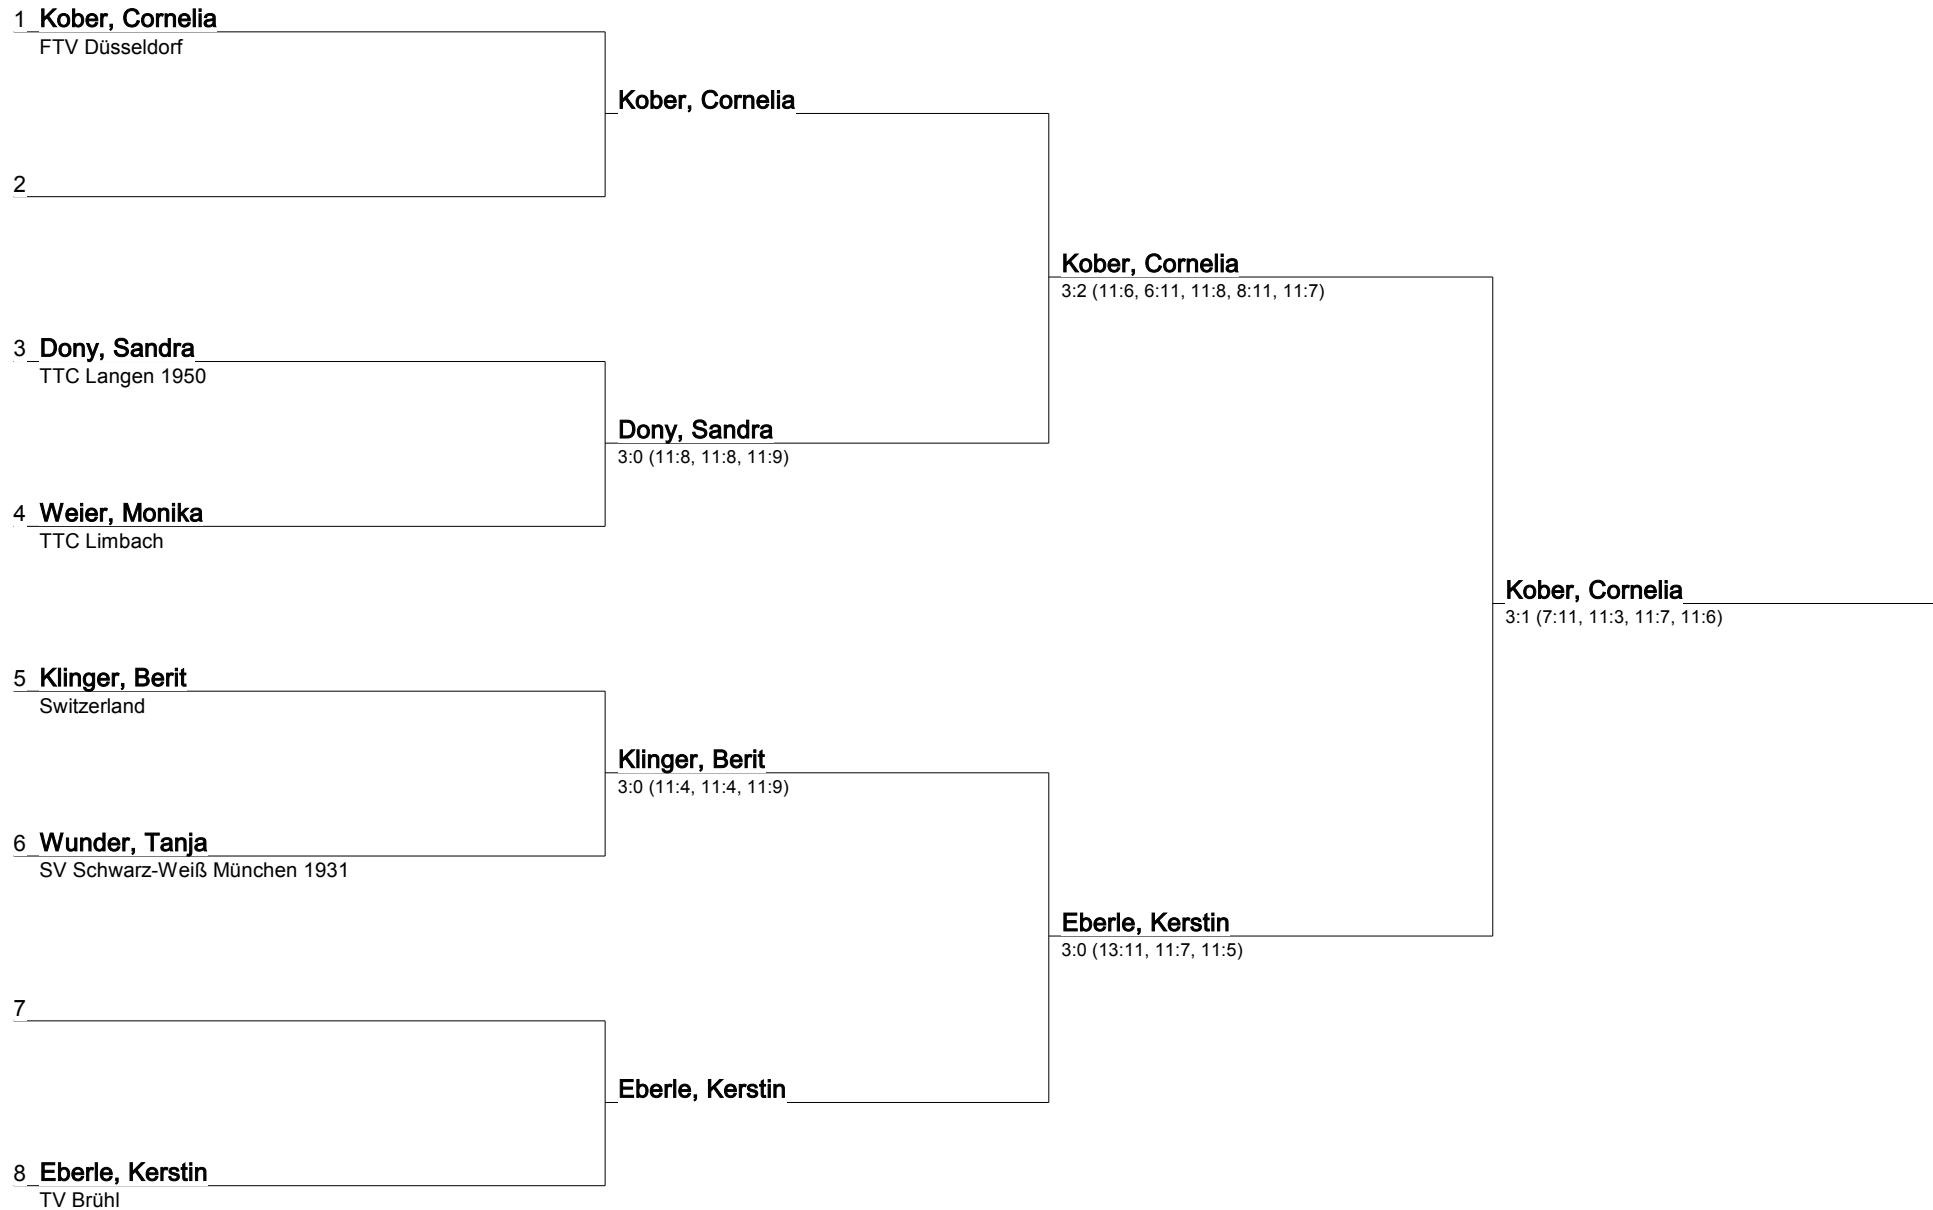 1 Kober, Cornelia
FTV Düsseldorf
Kober, Cornelia
2
Kober, Cornelia
3:2 (11:6, 6:11, 11:8, 8:11, 11:7)
3 Dony, Sandra
TTC Langen 1950
Dony, Sandra
3:0 (11:8, 11:8, 11:9)
4 Weier, Monika
TTC Limbach
Kober, Cornelia
3:1 (7:11, 11:3, 11:7, 11:6)
5 Klinger, Berit
Switzerland
Klinger, Berit
3:0 (11:4, 11:4, 11:9)
6 Wunder, Tanja
SV Schwarz-Weiß München 1931
Eberle, Kerstin
3:0 (13:11, 11:7, 11:5)
7
Eberle, Kerstin
8 Eberle, Kerstin
TV Brühl